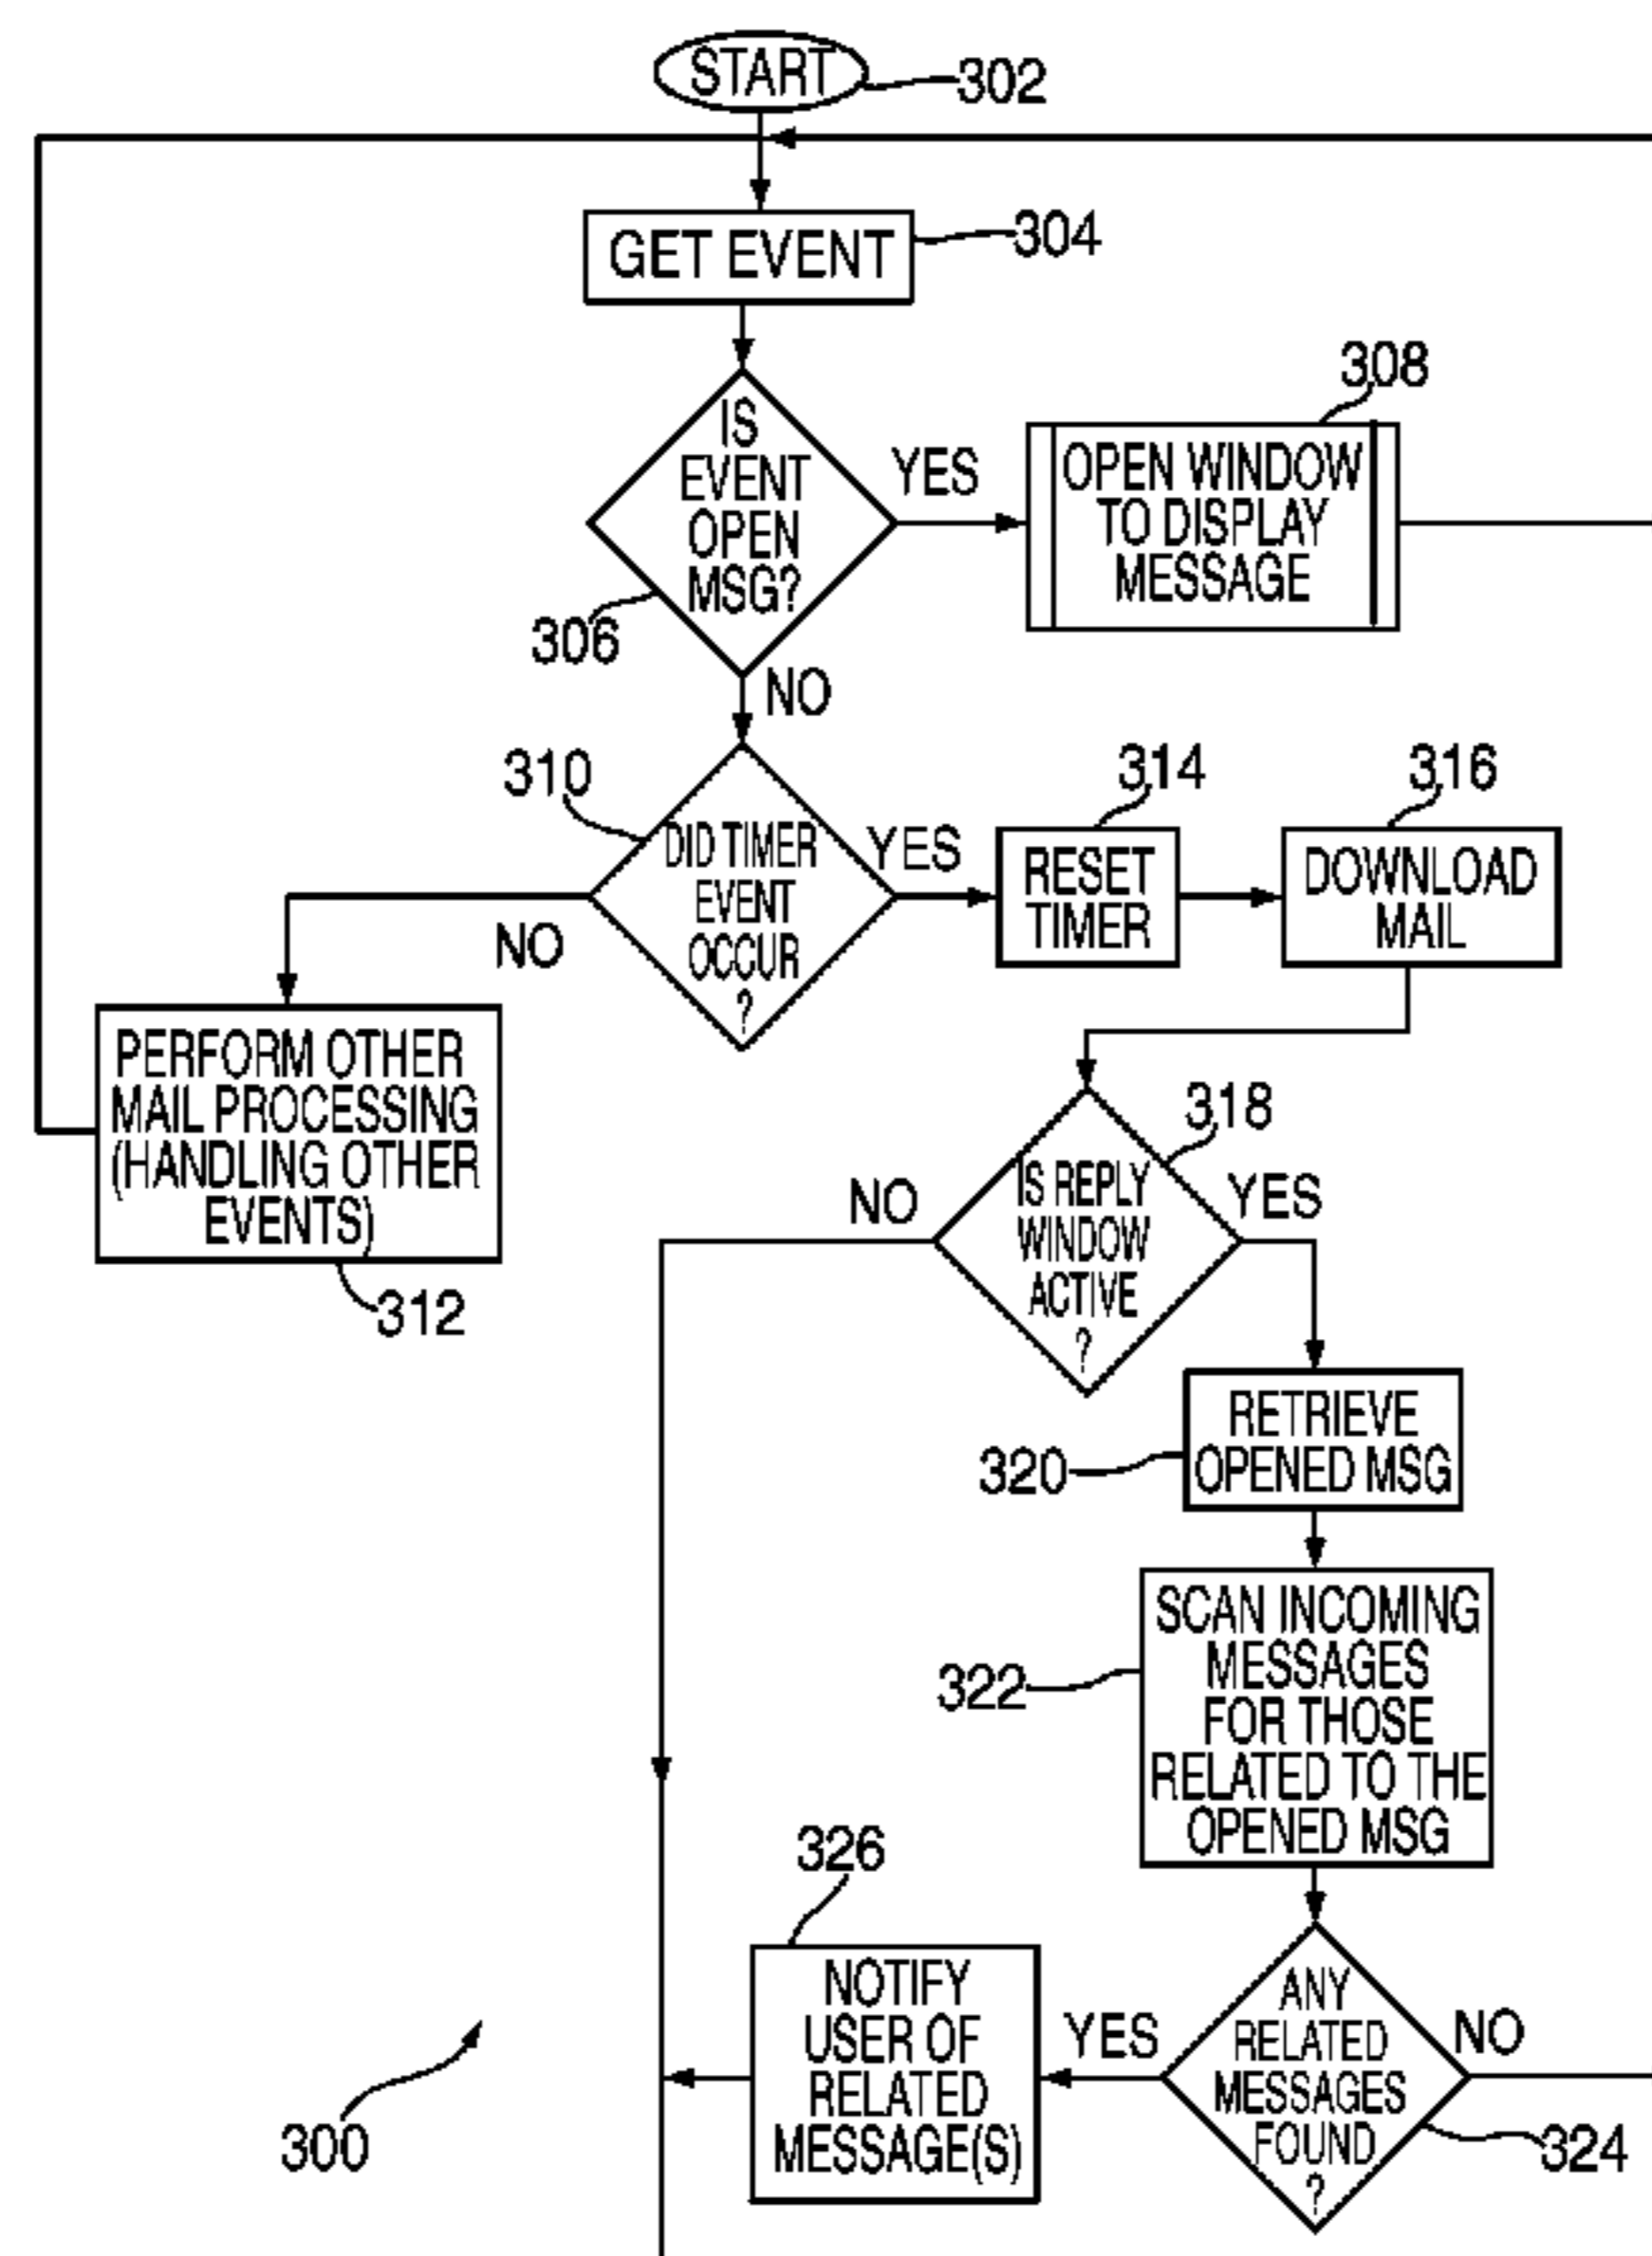 START
302
GET EVENT
304
308
IS
EVENT
OPEN
MSG?
YES
OPEN WINDOW
TO DISPLAY
MESSAGE
306
NO
310
314
316
DID TIMER
EVENT
OCCUR
?
YES
RESET
TIMER
DOWNLOAD
MAIL
NO
PERFORM OTHER
MAIL PROCESSING
(HANDLING OTHER
EVENTS)
312
318
NO
IS REPLY
WINDOW
ACTIVE
?
YES
RETRIEVE
OPENED MSG
320
SCAN INCOMING
MESSAGES
FOR THOSE
RELATED TO THE
OPENED MSG
322
326
NOTIFY
USER OF
RELATED
MESSAGE(S)
YES
ANY
RELATED
MESSAGES
FOUND
?
NO
324
300